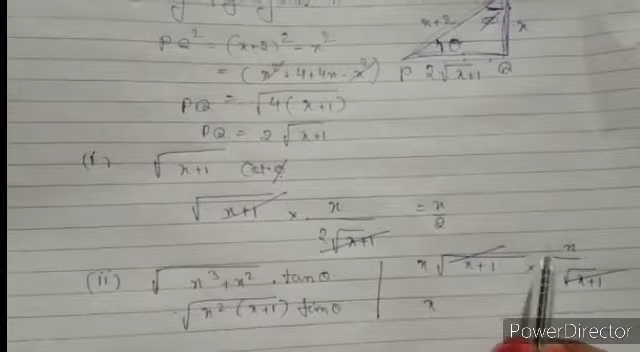 PQ² = (x+2)² - x²
= (x²+4+4x-x²)
PQ = √4(x+1)
PQ = 2√x+1
x+2
x
θ
P 2√x+1 Q
(i) √x+1 cot φ
√x+1 × x / 2√x+1 = x/2
(ii) √x³+x² . tanθ
√x²(x+1) tanθ
x √x+1 × x / √x+1
x
PowerDirector